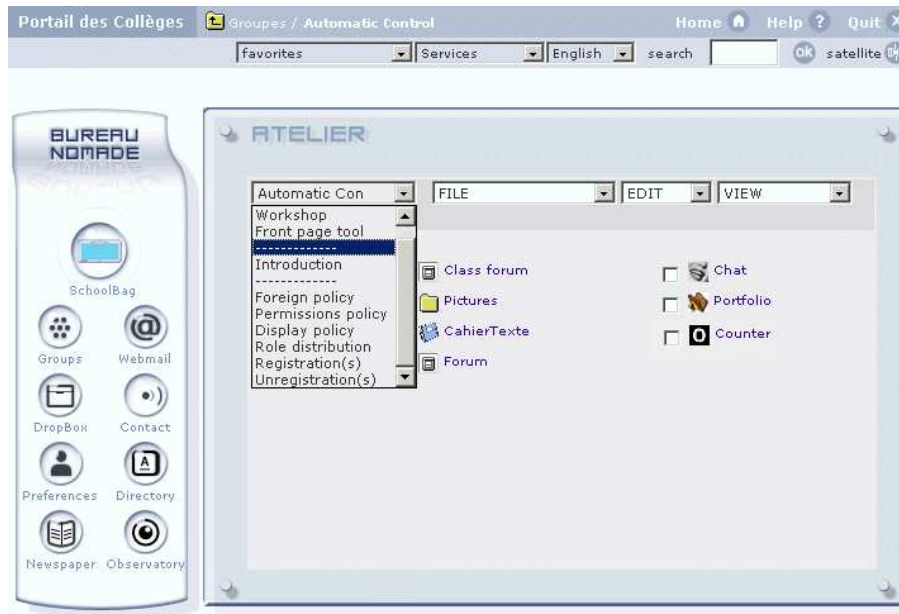 Portail des Collèges Groupes / Automatic Control Home Help ? Quit X
favorites Services English search ok satellite
BUREAU
NOMADE
ATELIER
Automatic Con FILE EDIT VIEW
Workshop
Front page tool
-------------
Introduction
-------------
Foreign policy
Permissions policy
Display policy
Role distribution
Registration(s)
Unregistration(s)
Class forum Chat
Pictures Portfolio
CahierTexte Counter
Forum
SchoolBag
Groups Webmail
DropBox Contact
Preferences Directory
Newspaper Observatory